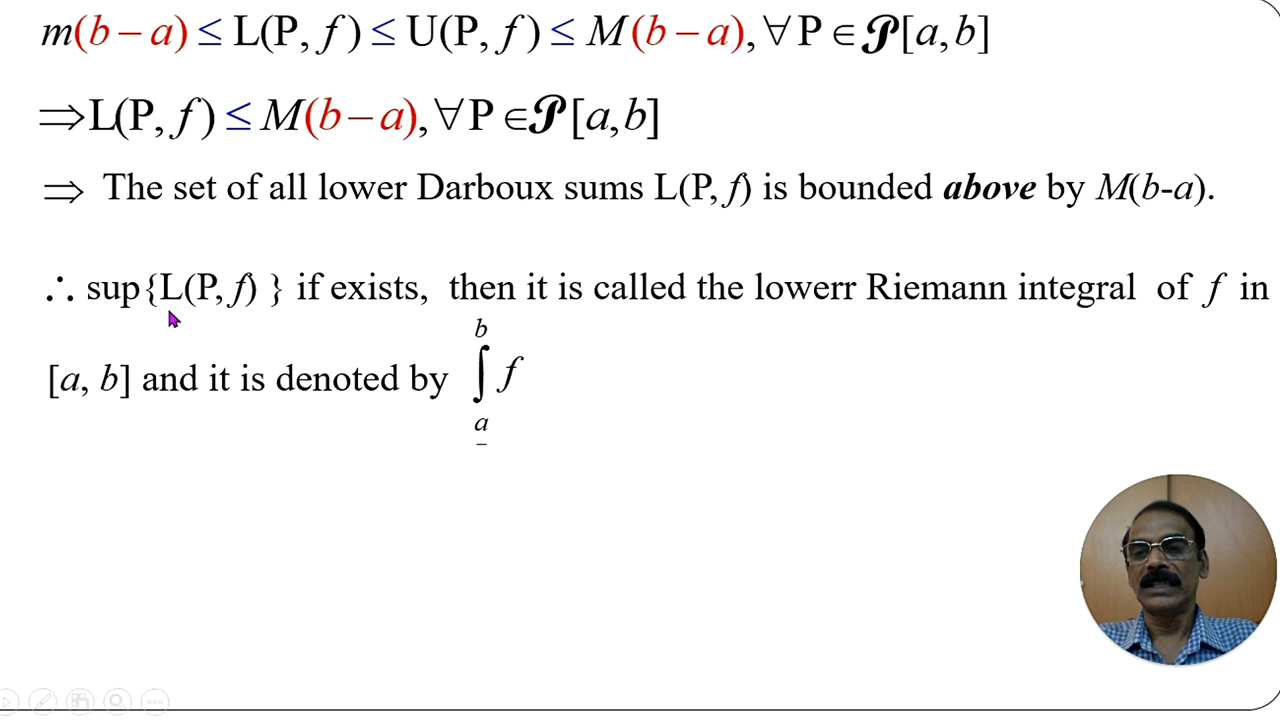 m(b − a) ≤ L(P, f) ≤ U(P, f) ≤ M(b − a), ∀ P ∈ 𝓟[a, b]
⇒ L(P, f) ≤ M(b − a), ∀ P ∈ 𝓟[a, b]
⇒ The set of all lower Darboux sums L(P, f) is bounded above by M(b-a).
∴ sup{L(P, f) } if exists, then it is called the lowerr Riemann integral of f in
b
[a, b] and it is denoted by ∫ f
a